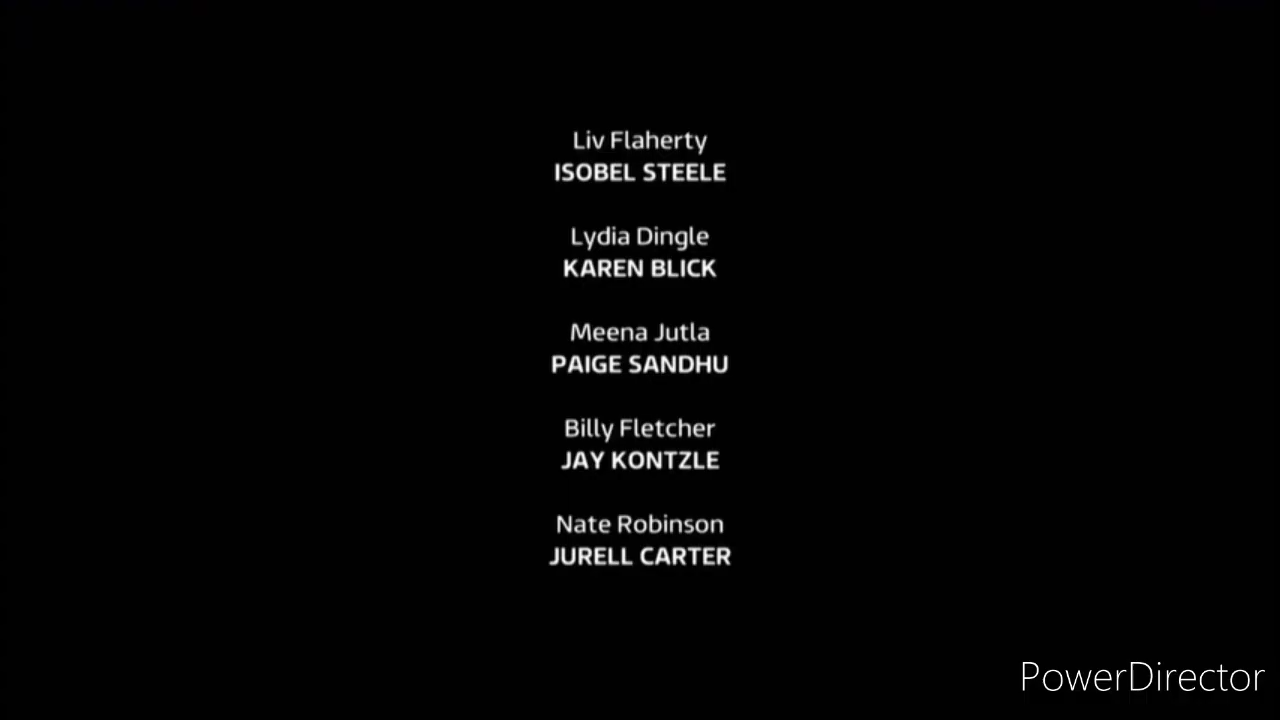 Liv Flaherty
ISOBEL STEELE
Lydia Dingle
KAREN BLICK
Meena Jutla
PAIGE SANDHU
Billy Fletcher
JAY KONTZLE
Nate Robinson
JURELL CARTER
PowerDirector